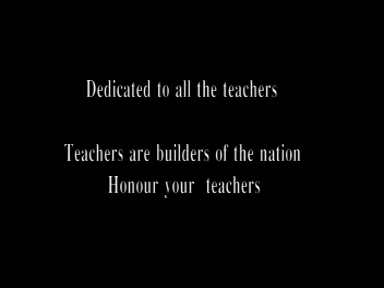 Dedicated to all the teachers
Teachers are builders of the nation
Honour your teachers